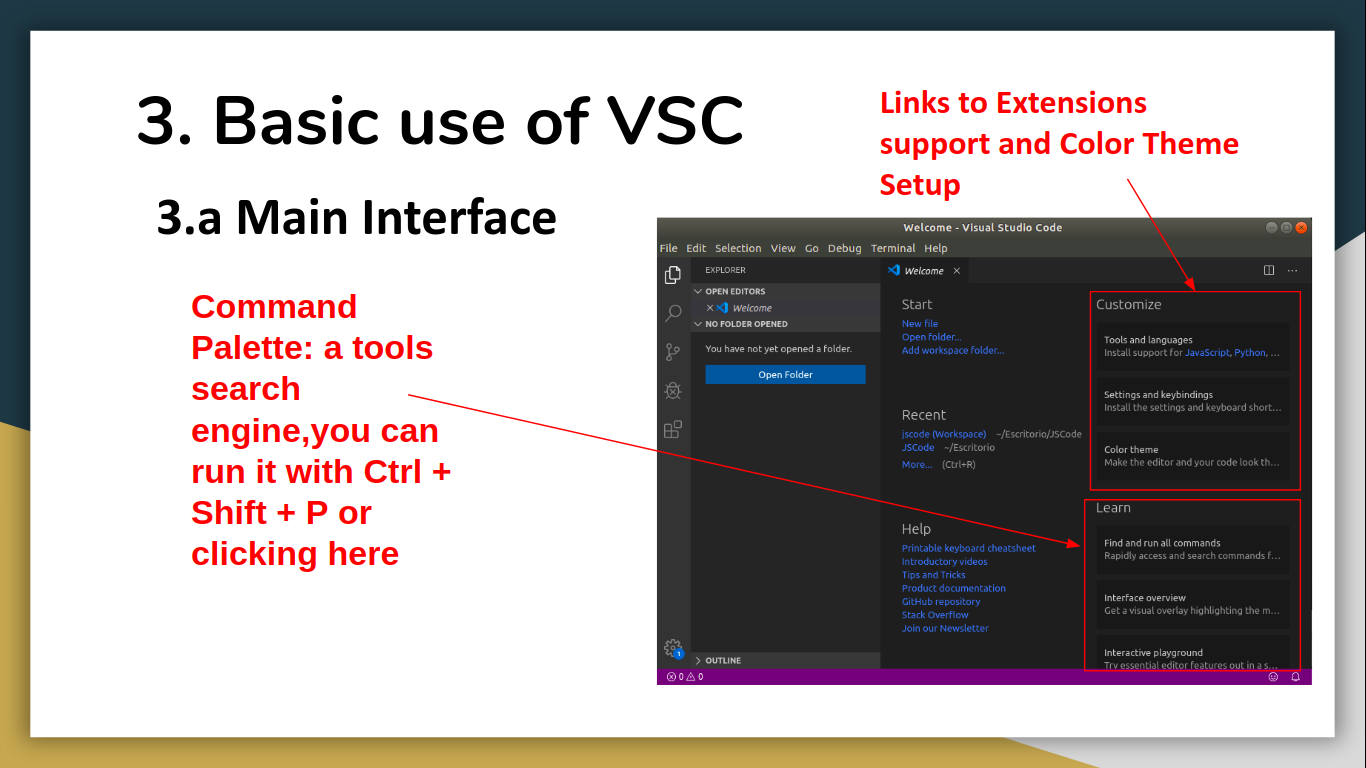 3. Basic use of VSC
3.a Main Interface
Command
Palette: a tools
search
engine,you can
run it with Ctrl +
Shift + P or
clicking here
Links to Extensions
support and Color Theme
Setup
Welcome - Visual Studio Code
File Edit Selection View Go Debug Terminal Help
EXPLORER
OPEN EDITORS
Welcome
NO FOLDER OPENED
You have not yet opened a folder.
Open Folder
OUTLINE
Welcome
Start
New file
Open folder...
Add workspace folder...
Recent
jscode (Workspace) ~/Escritorio/JSCode
JSCode ~/Escritorio
More... (Ctrl+R)
Help
Printable keyboard cheatsheet
Introductory videos
Tips and Tricks
Product documentation
GitHub repository
Stack Overflow
Join our Newsletter
Customize
Tools and languages
Install support for JavaScript, Python, ...
Settings and keybindings
Install the settings and keyboard short...
Color theme
Make the editor and your code look th...
Learn
Find and run all commands
Rapidly access and search commands f...
Interface overview
Get a visual overlay highlighting the m...
Interactive playground
Try essential editor features out in a s...
1
0 0